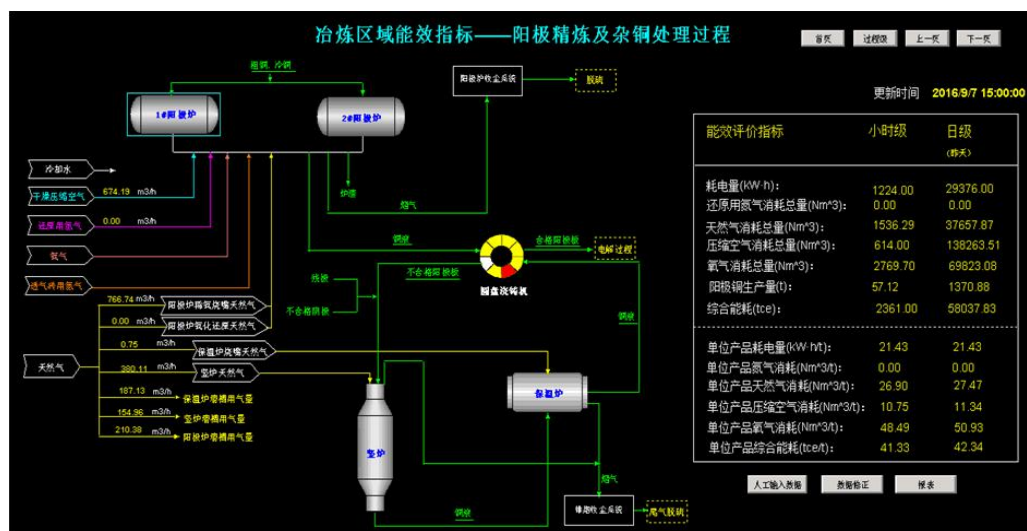 冶炼区域能效指标——阳极精炼及杂铜处理过程
首页
过程级
上一页
下一页
更新时间 2016/9/7 15:00:00
粗铜 冷铜
1#阳极炉
2#阳极炉
阳极炉收尘系统
脱硫
冷却水
干燥压缩空气 674.19 m3/h
还原用氮气 0.00 m3/h
氧气
透气砖用氮气
炉渣
烟气
铜液
合格阳极板
电解过程
不合格阳极板
圆盘浇铸机
残极
不合格阴极
铜液
天然气
766.74 m3/h 阳极炉稀氧烧嘴天然气
0.00 m3/h 阳极炉氧化还原天然气
0.75 m3/h 保温炉烧嘴天然气
380.11 m3/h 竖炉天然气
187.13 m3/h 保温炉溜槽用气量
154.96 m3/h 竖炉溜槽用气量
210.38 m3/h 阳极炉溜槽用气量
保温炉
竖炉
铜液
烟气
收尘系统
尾气脱硫
能效评价指标 小时级 日级
(昨天)
耗电量(kW·h): 1224.00 29376.00
还原用氮气消耗总量(Nm^3): 0.00 0.00
天然气消耗总量(Nm^3): 1536.29 37657.87
压缩空气消耗总量(Nm^3): 614.00 138263.51
氧气消耗总量(Nm^3): 2769.70 69823.08
阳极铜生产量(t): 57.12 1370.88
综合能耗(tce): 2361.00 58037.83
单位产品耗电量(kW·h/t): 21.43 21.43
单位产品氮气消耗(Nm^3/t): 0.00 0.00
单位产品天然气消耗(Nm^3/t): 26.90 27.47
单位产品压缩空气消耗(Nm^3/t): 10.75 11.34
单位产品氧气消耗(Nm^3/t): 48.49 50.93
单位产品综合能耗(tce/t): 41.33 42.34
人工输入数据
数据修正
报表